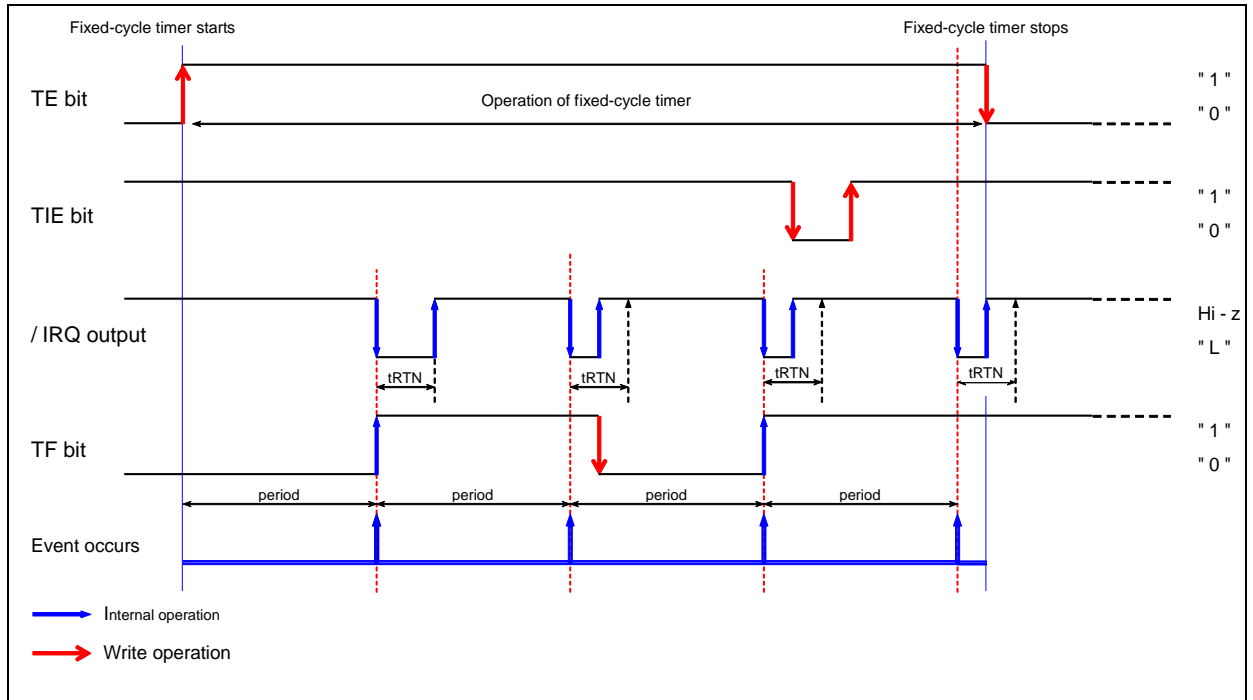 Fixed-cycle timer starts
Fixed-cycle timer stops
TE bit
Operation of fixed-cycle timer
" 1 "
" 0 "
TIE bit
" 1 "
" 0 "
/ IRQ output
Hi - z
" L "
tRTN
tRTN
tRTN
tRTN
TF bit
" 1 "
" 0 "
period
period
period
period
Event occurs
Internal operation
Write operation